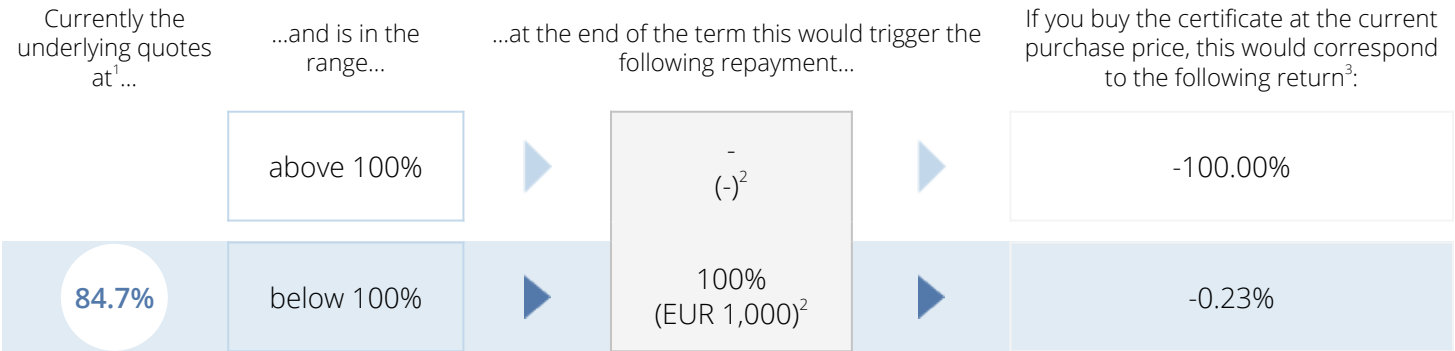 Currently the
underlying quotes
at¹...
...and is in the
range...
...at the end of the term this would trigger the
following repayment...
If you buy the certificate at the current
purchase price, this would correspond
to the following return³:
above 100%
-
(-)²
-100.00%
84.7%
below 100%
100%
(EUR 1,000)²
-0.23%